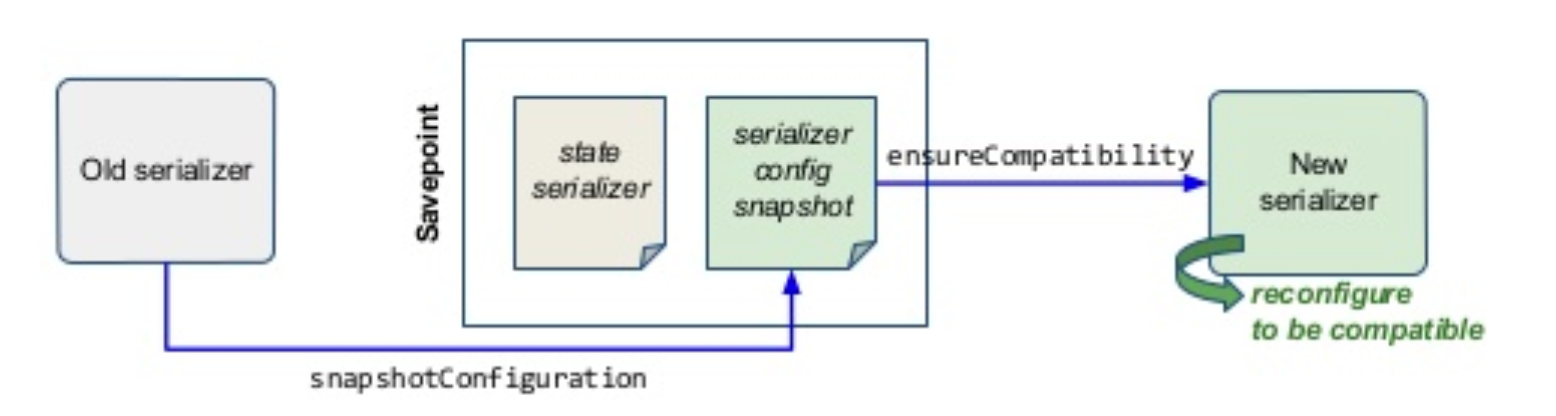 Old serializer
Savepoint
state
serializer
serializer
config
snapshot
ensureCompatibility
New
serializer
reconfigure
to be compatible
snapshotConfiguration